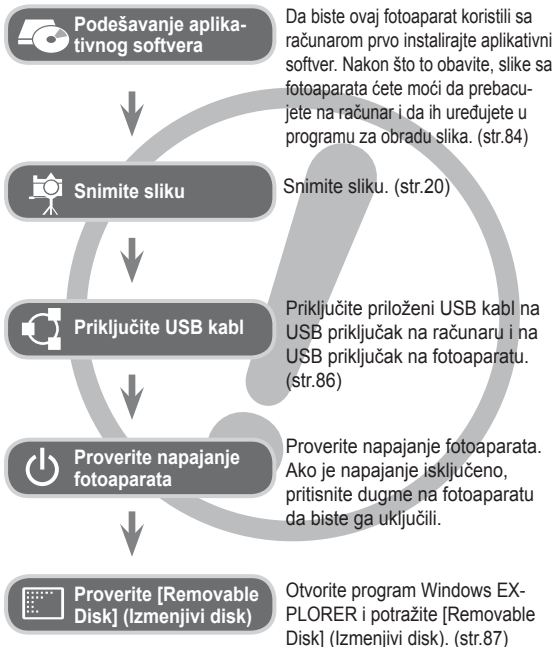 Podešavanje aplika-
tivnog softvera
Da biste ovaj fotoaparat koristili sa
računarom prvo instalirajte aplikativni
softver. Nakon što to obavite, slike sa
fotoaparata ćete moći da prebacu-
jete na računar i da ih uređujete u
programu za obradu slika. (str.84)
Snimite sliku
Snimite sliku. (str.20)
Priključite USB kabl
Priključite priloženi USB kabl na
USB priključak na računaru i na
USB priključak na fotoaparatu.
(str.86)
Proverite napajanje
fotoaparata
Proverite napajanje fotoaparata.
Ako je napajanje isključeno,
pritisnite dugme na fotoaparatu
da biste ga uključili.
Proverite [Removable
Disk] (Izmenjivi disk)
Otvorite program Windows EX-
PLORER i potražite [Removable
Disk] (Izmenjivi disk). (str.87)